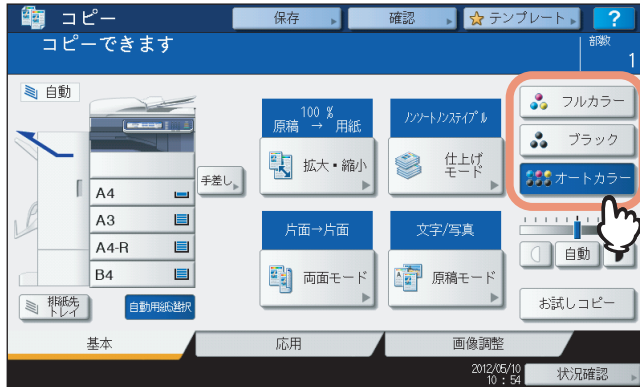 コピー
保存
確認
テンプレート
?
コピーできます
部数
1
自動
100 %
原稿 → 用紙
ノンソートノンステイプル
フルカラー
ブラック
オートカラー
拡大・縮小
仕上げ
モード
手差し
A4
A3
A4-R
B4
片面→片面
文字/写真
両面モード
原稿モード
自動
排紙先
トレイ
自動用紙選択
お試しコピー
基本
応用
画像調整
2012/05/10
10 : 54
状況確認